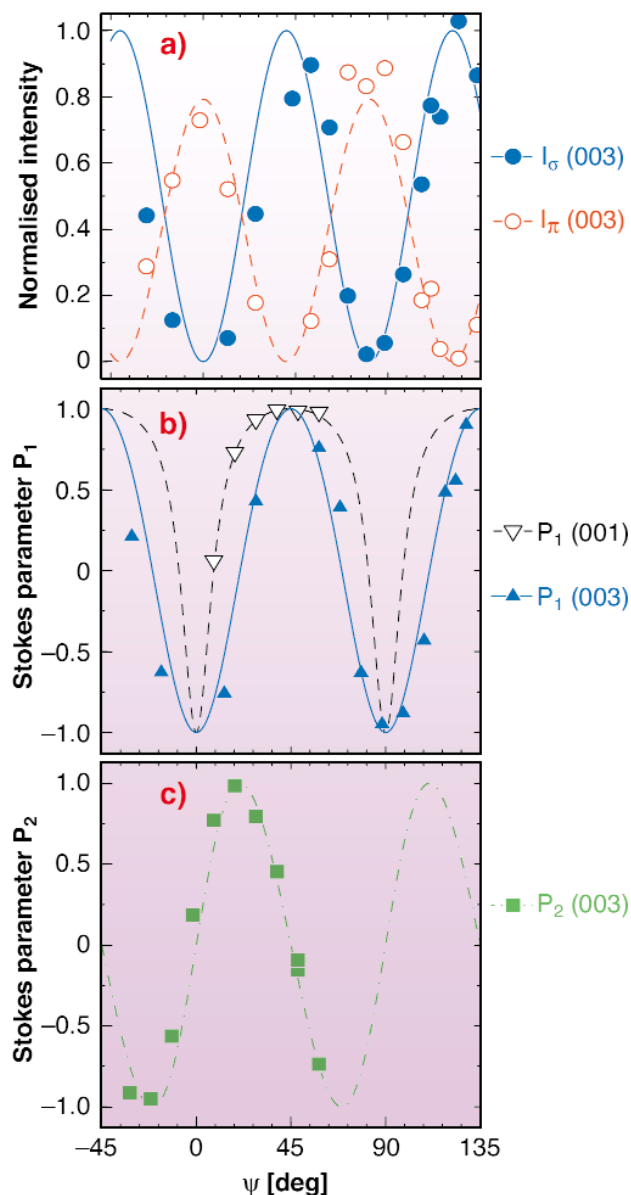 a)
Normalised intensity
1.0
0.8
0.6
0.4
0.2
0
I_σ (003)
I_π (003)
b)
Stokes parameter P₁
1.0
0.5
0
−0.5
−1.0
P₁ (001)
P₁ (003)
c)
Stokes parameter P₂
1.0
0.5
0
−0.5
−1.0
P₂ (003)
−45 0 45 90 135
ψ [deg]